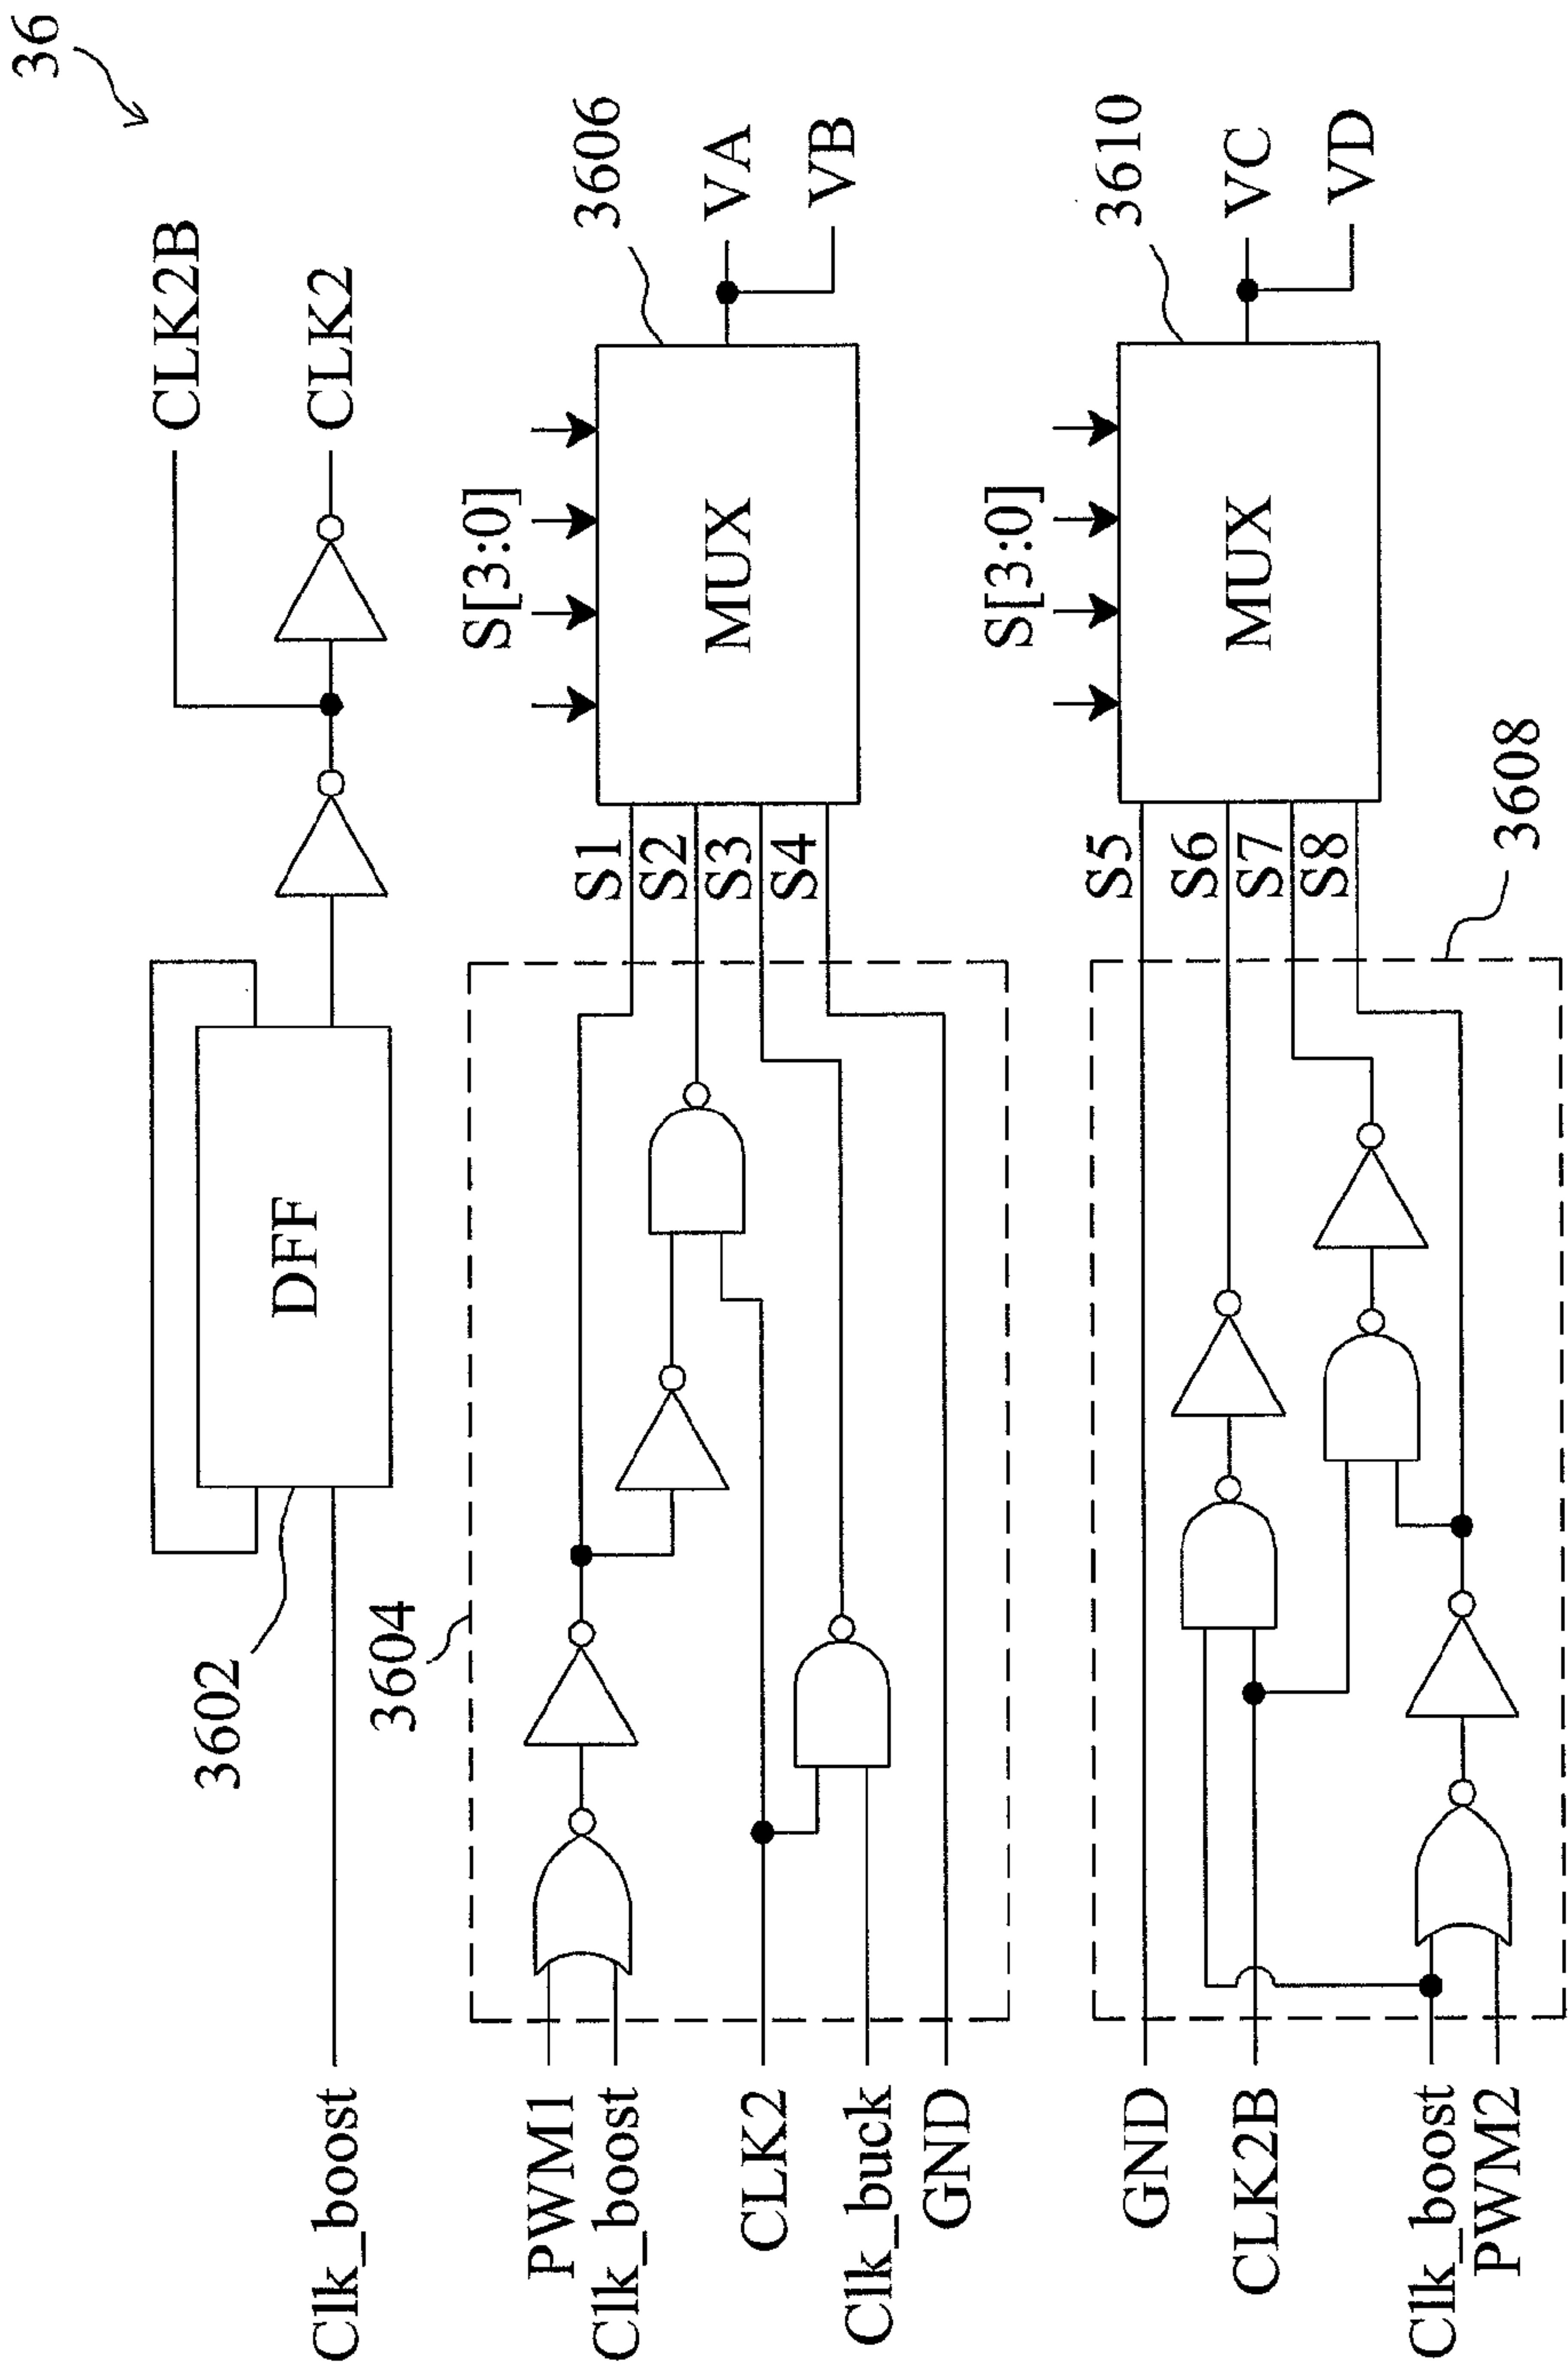 36
CLK2B
CLK2
Clk_boost
DFF
3602
3604
PWM1
Clk_boost
CLK2
Clk_buck
GND
S1
S2
S3
S4
S[3:0]
MUX
3606
VA
VB
GND
CLK2B
Clk_boost
PWM2
S5
S6
S7
S8
3608
S[3:0]
MUX
3610
VC
VD